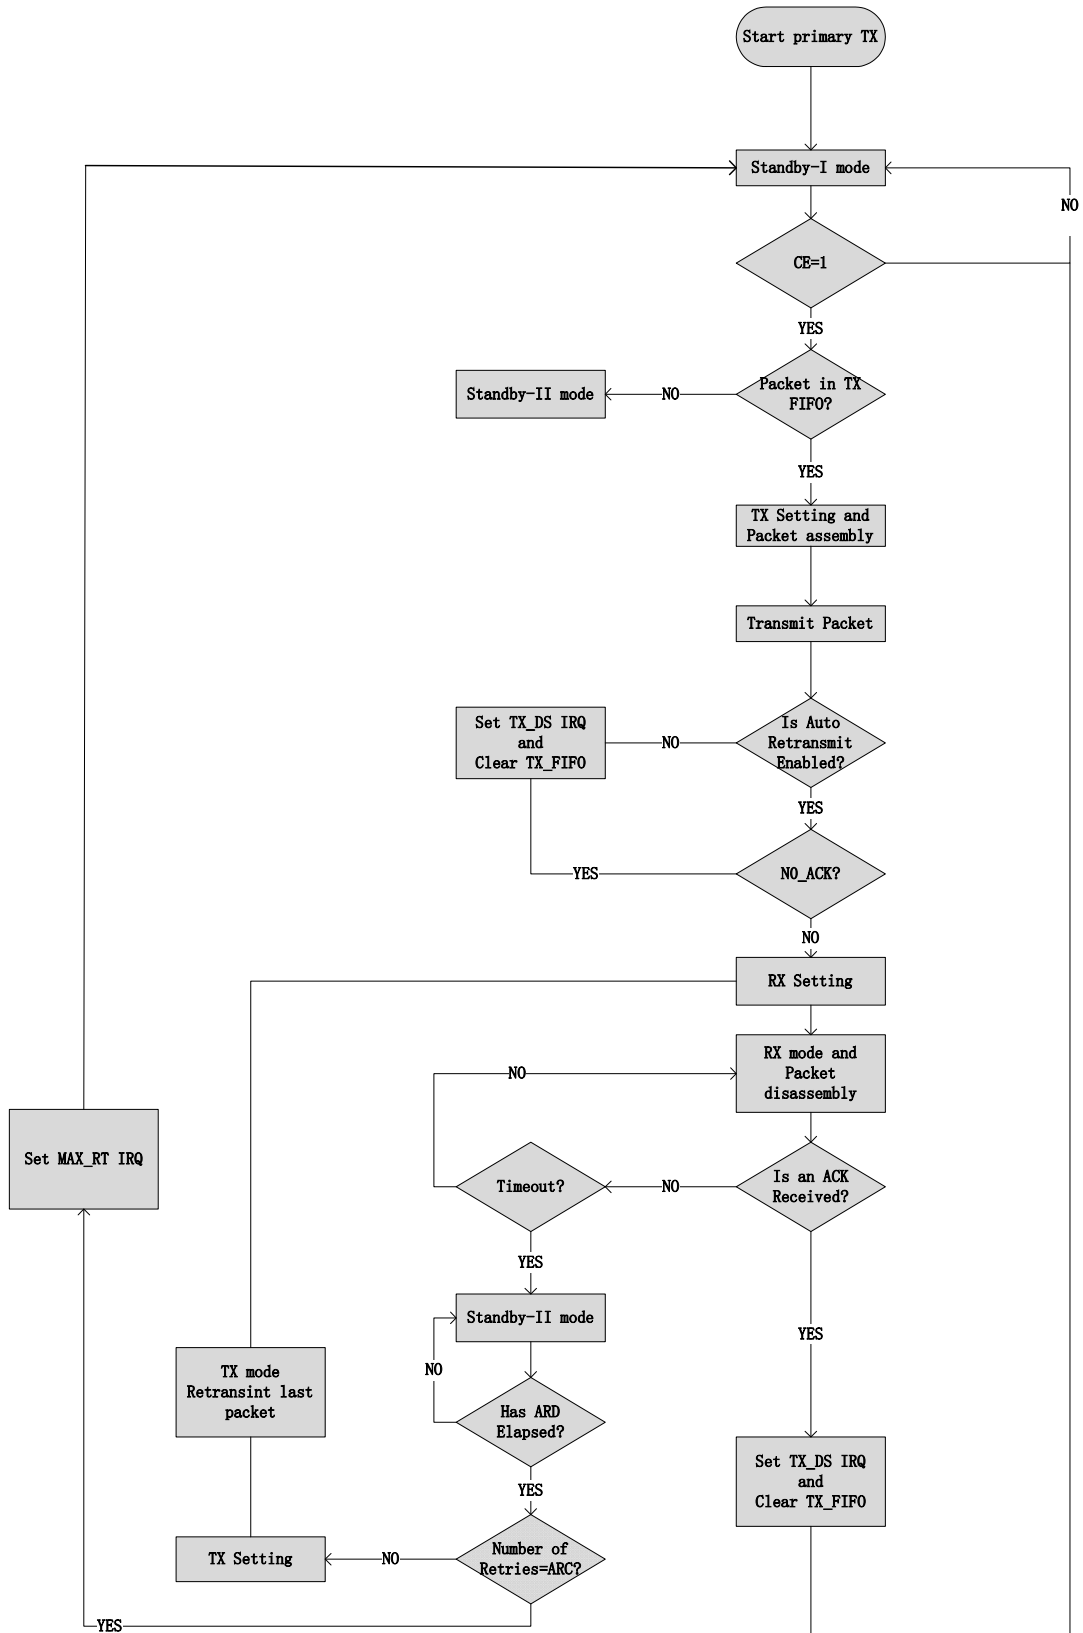 Start primary TX
Standby-I mode
NO
CE=1
YES
Packet in TX
FIFO?
NO
Standby-II mode
YES
TX Setting and
Packet assembly
Transmit Packet
Is Auto
Retransmit
Enabled?
NO
Set TX_DS IRQ
and
Clear TX_FIFO
YES
NO_ACK?
YES
NO
RX Setting
RX mode and
Packet
disassembly
NO
Set MAX_RT IRQ
Timeout?
NO
Is an ACK
Received?
YES
Standby-II mode
YES
NO
TX mode
Retransint last
packet
Has ARD
Elapsed?
Set TX_DS IRQ
and
Clear TX_FIFO
YES
TX Setting
NO
Number of
Retries=ARC?
YES